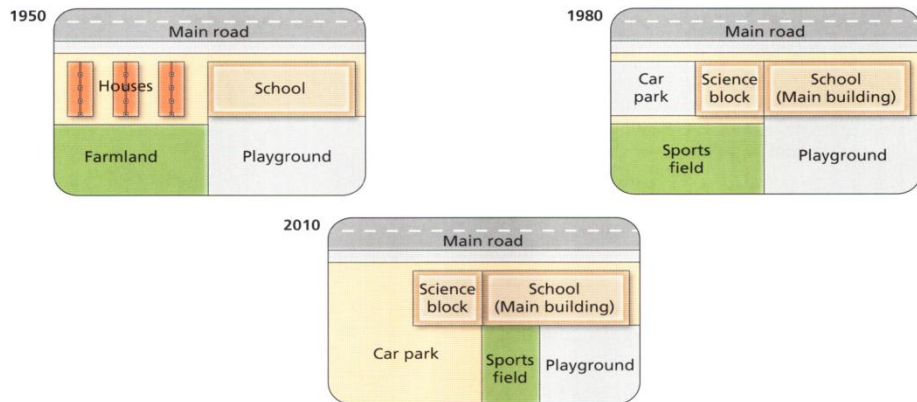 1950
Main road
Houses
School
Farmland
Playground
1980
Main road
Car
park
Science
block
School
(Main building)
Sports
field
Playground
2010
Main road
Science
block
School
(Main building)
Car park
Sports
field
Playground